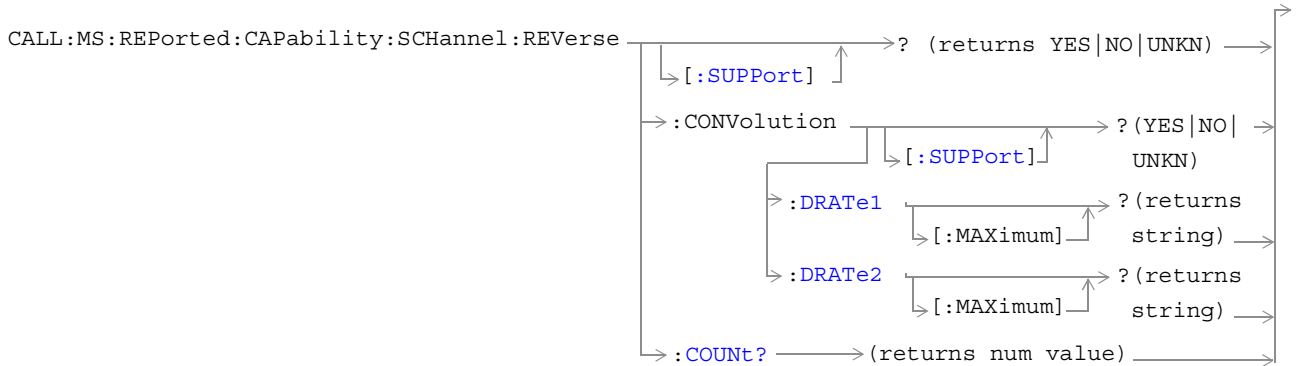 CALL:MS:REPorted:CAPability:SCHannel:REVerse ? (returns YES|NO|UNKN)
[:SUPPort]
:CONVolution ?(YES|NO|
[:SUPPort] UNKN)
:DRATe1 ?(returns
[:MAXimum] string)
:DRATe2 ?(returns
[:MAXimum] string)
:COUNt? (returns num value)